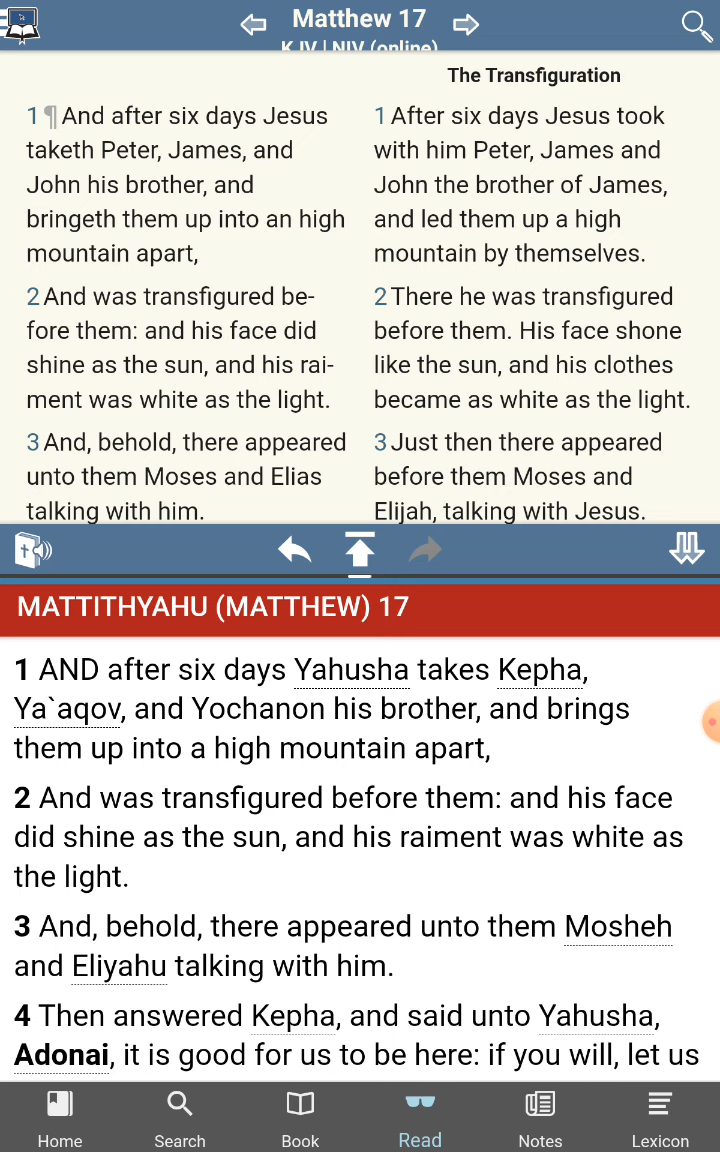 Matthew 17
KJV | NIV (online)
1 ¶ And after six days Jesus
taketh Peter, James, and
John his brother, and
bringeth them up into an high
mountain apart,
2 And was transfigured be-
fore them: and his face did
shine as the sun, and his rai-
ment was white as the light.
3 And, behold, there appeared
unto them Moses and Elias
talking with him.
The Transfiguration
1 After six days Jesus took
with him Peter, James and
John the brother of James,
and led them up a high
mountain by themselves.
2 There he was transfigured
before them. His face shone
like the sun, and his clothes
became as white as the light.
3 Just then there appeared
before them Moses and
Elijah, talking with Jesus.
MATTITHYAHU (MATTHEW) 17
1 AND after six days Yahusha takes Kepha,
Ya`aqov, and Yochanon his brother, and brings
them up into a high mountain apart,
2 And was transfigured before them: and his face
did shine as the sun, and his raiment was white as
the light.
3 And, behold, there appeared unto them Mosheh
and Eliyahu talking with him.
4 Then answered Kepha, and said unto Yahusha,
Adonai, it is good for us to be here: if you will, let us
Home
Search
Book
Read
Notes
Lexicon